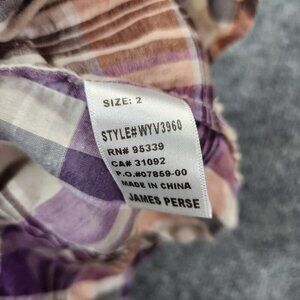 SIZE: 2
STYLE#WYV3960
RN# 95339
CA# 31092
P.O.#07859-00
MADE IN CHINA
JAMES PERSE